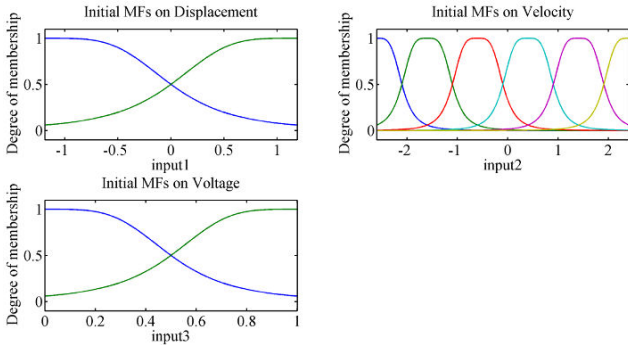 Initial MFs on Displacement
Degree of membership
1
0.5
0
-1
-0.5
0
0.5
1
input1
Initial MFs on Velocity
Degree of membership
1
0.5
0
-2
-1
0
1
2
input2
Initial MFs on Voltage
Degree of membership
1
0.5
0
0
0.2
0.4
0.6
0.8
1
input3